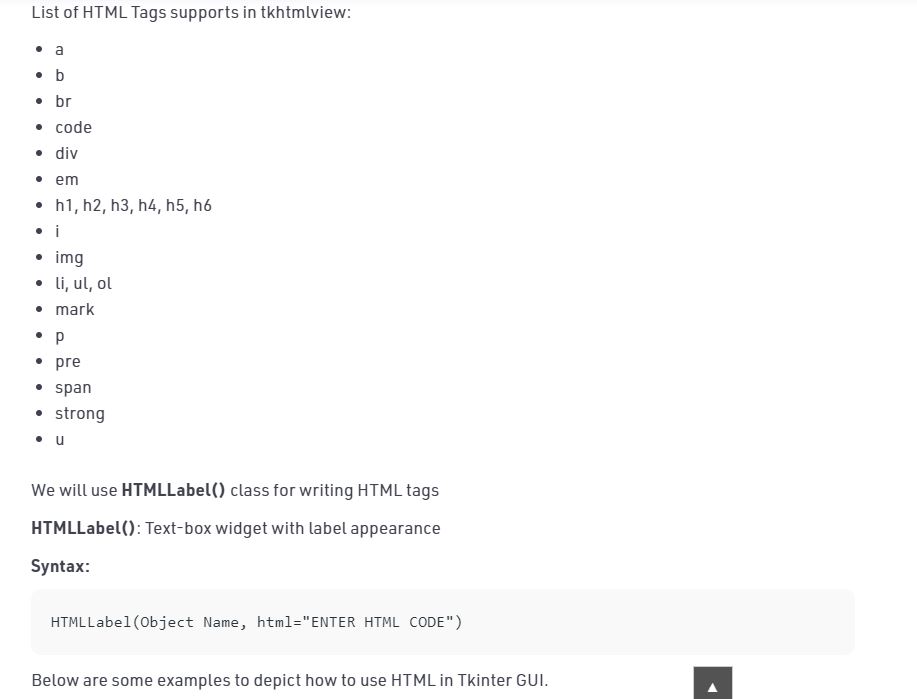 List of HTML Tags supports in tkhtmlview:
a
b
br
code
div
em
h1, h2, h3, h4, h5, h6
i
img
li, ul, ol
mark
p
pre
span
strong
u
We will use HTMLLabel() class for writing HTML tags
HTMLLabel(): Text-box widget with label appearance
Syntax:
HTMLLabel(Object Name, html="ENTER HTML CODE")
Below are some examples to depict how to use HTML in Tkinter GUI.